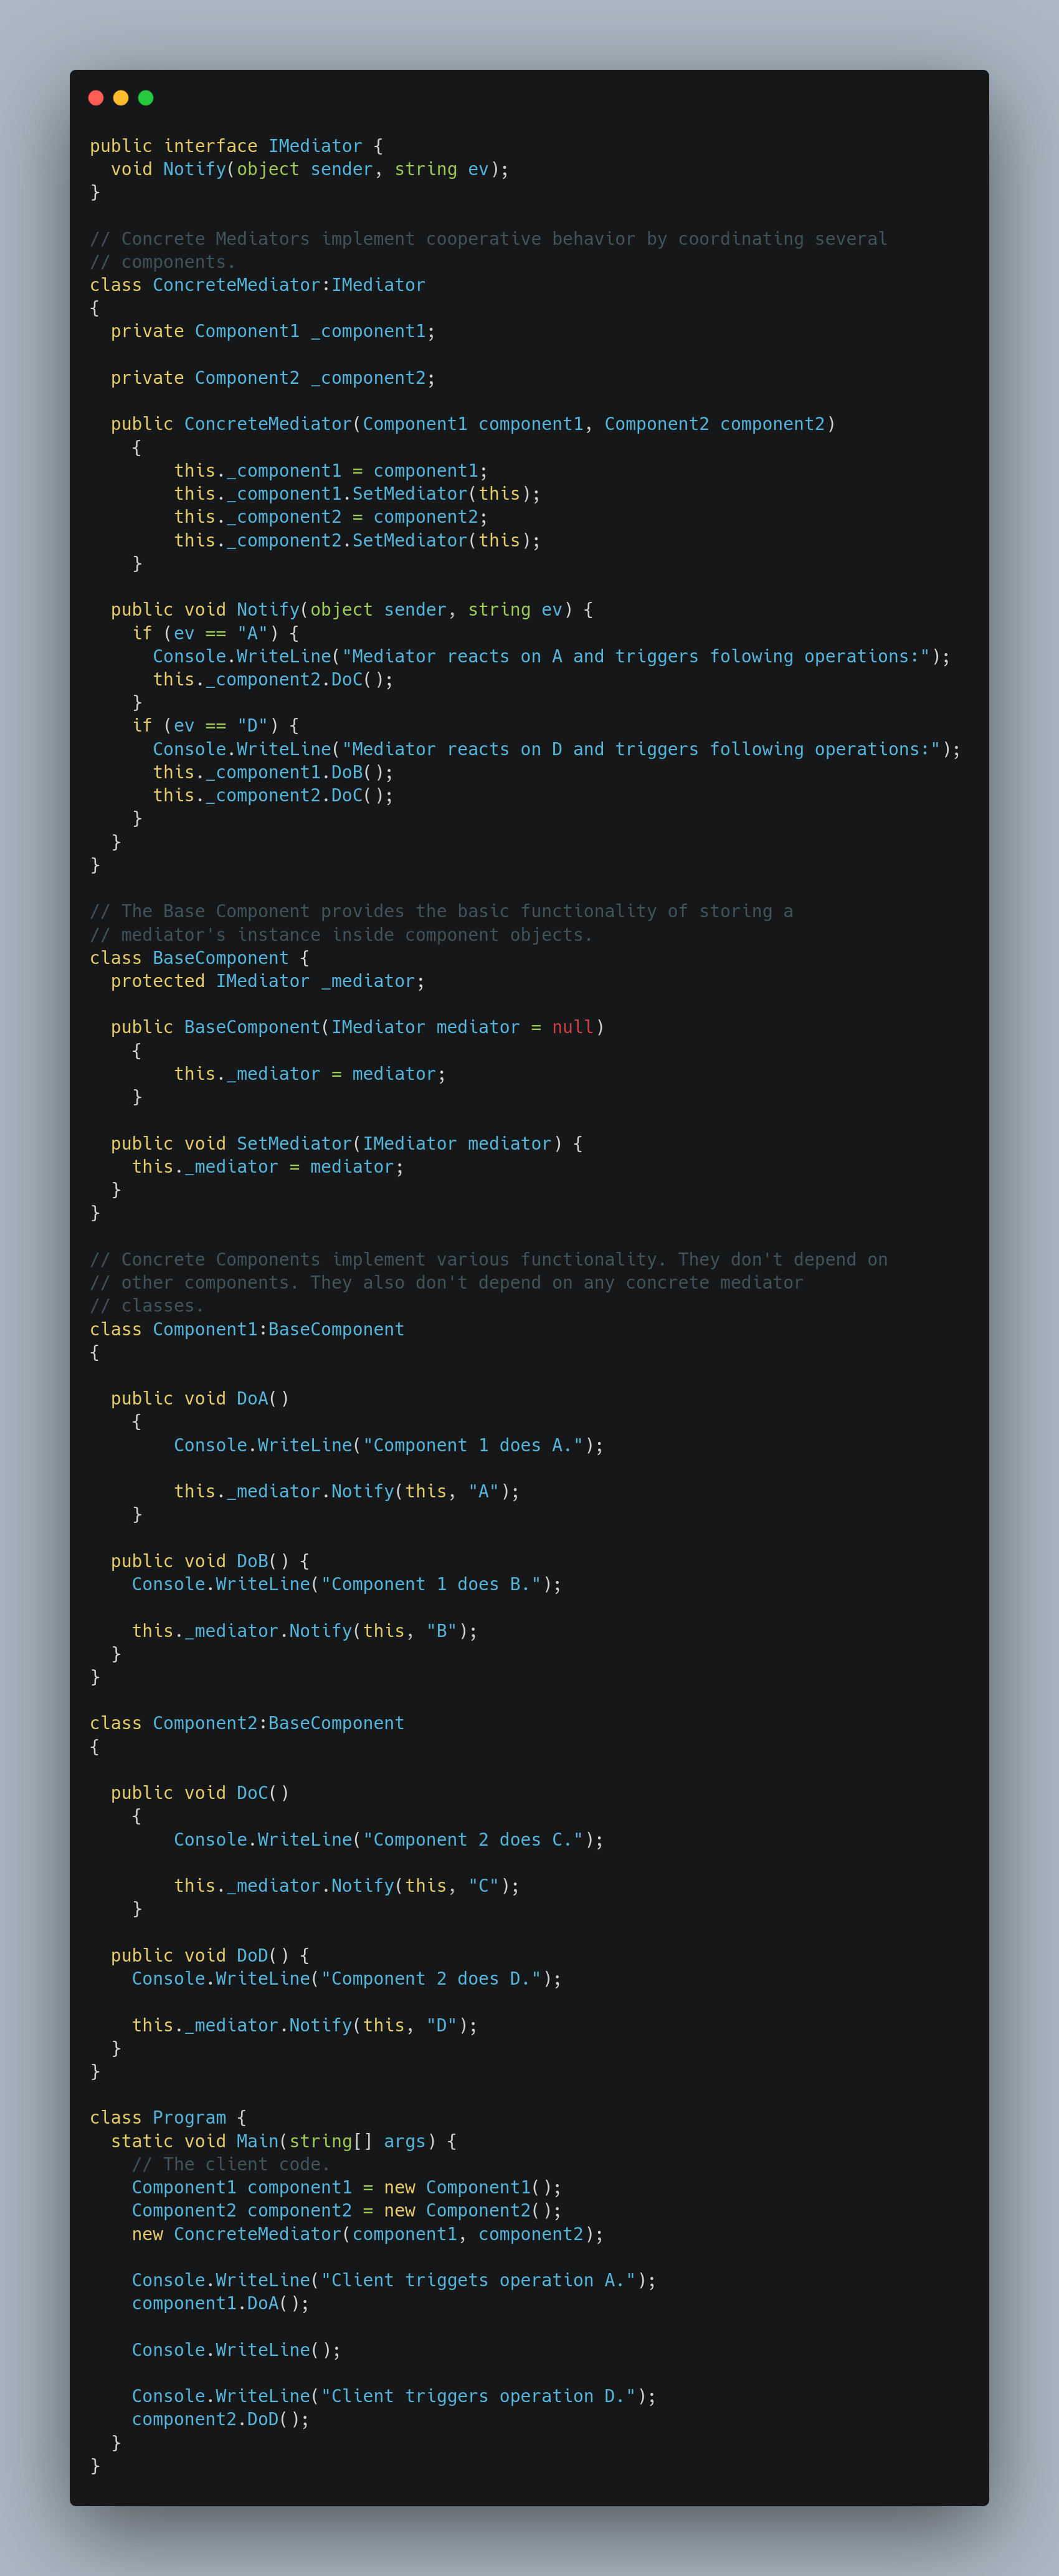 public interface IMediator {
  void Notify(object sender, string ev);
}

// Concrete Mediators implement cooperative behavior by coordinating several
// components.
class ConcreteMediator:IMediator
{
  private Component1 _component1;

  private Component2 _component2;

  public ConcreteMediator(Component1 component1, Component2 component2)
    {
        this._component1 = component1;
        this._component1.SetMediator(this);
        this._component2 = component2;
        this._component2.SetMediator(this);
    }

  public void Notify(object sender, string ev) {
    if (ev == "A") {
      Console.WriteLine("Mediator reacts on A and triggers folowing operations:");
      this._component2.DoC();
    }
    if (ev == "D") {
      Console.WriteLine("Mediator reacts on D and triggers following operations:");
      this._component1.DoB();
      this._component2.DoC();
    }
  }
}

// The Base Component provides the basic functionality of storing a
// mediator's instance inside component objects.
class BaseComponent {
  protected IMediator _mediator;

  public BaseComponent(IMediator mediator = null)
    {
        this._mediator = mediator;
    }

  public void SetMediator(IMediator mediator) {
    this._mediator = mediator;
  }
}

// Concrete Components implement various functionality. They don't depend on
// other components. They also don't depend on any concrete mediator
// classes.
class Component1:BaseComponent
{

  public void DoA()
    {
        Console.WriteLine("Component 1 does A.");

        this._mediator.Notify(this, "A");
    }

  public void DoB() {
    Console.WriteLine("Component 1 does B.");

    this._mediator.Notify(this, "B");
  }
}

class Component2:BaseComponent
{

  public void DoC()
    {
        Console.WriteLine("Component 2 does C.");

        this._mediator.Notify(this, "C");
    }

  public void DoD() {
    Console.WriteLine("Component 2 does D.");

    this._mediator.Notify(this, "D");
  }
}

class Program {
  static void Main(string[] args) {
    // The client code.
    Component1 component1 = new Component1();
    Component2 component2 = new Component2();
    new ConcreteMediator(component1, component2);

    Console.WriteLine("Client triggets operation A.");
    component1.DoA();

    Console.WriteLine();

    Console.WriteLine("Client triggers operation D.");
    component2.DoD();
  }
}